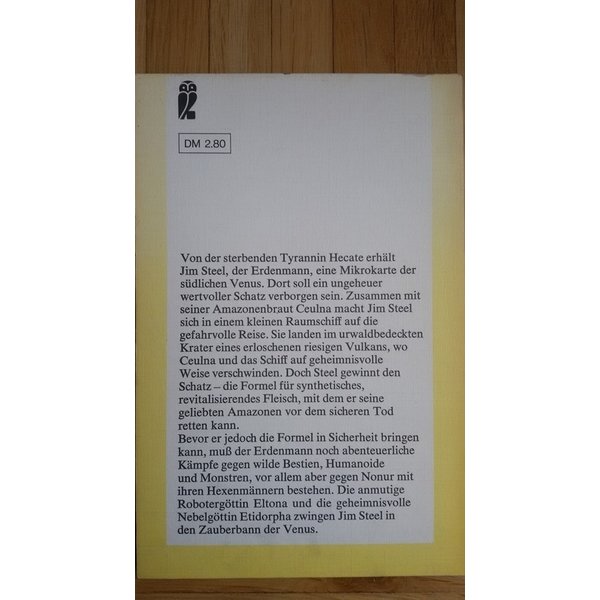 DM 2.80
Von der sterbenden Tyrannin Hecate erhält
Jim Steel, der Erdenmann, eine Mikrokarte der
südlichen Venus. Dort soll ein ungeheuer
wertvoller Schatz verborgen sein. Zusammen mit
seiner Amazonenbraut Ceulna macht Jim Steel
sich in einem kleinen Raumschiff auf die
gefahrvolle Reise. Sie landen im urwaldbedeckten
Krater eines erloschenen riesigen Vulkans, wo
Ceulna und das Schiff auf geheimnisvolle
Weise verschwinden. Doch Steel gewinnt den
Schatz – die Formel für synthetisches,
revitalisierendes Fleisch, mit dem er seine
geliebten Amazonen vor dem sicheren Tod
retten kann.
Bevor er jedoch die Formel in Sicherheit bringen
kann, muß der Erdenmann noch abenteuerliche
Kämpfe gegen wilde Bestien, Humanoide
und Monstren, vor allem aber gegen Nonur mit
ihren Hexenmännern bestehen. Die anmutige
Robotergöttin Eltona und die geheimnisvolle
Nebelgöttin Etidorpha zwingen Jim Steel in
den Zauberbann der Venus.